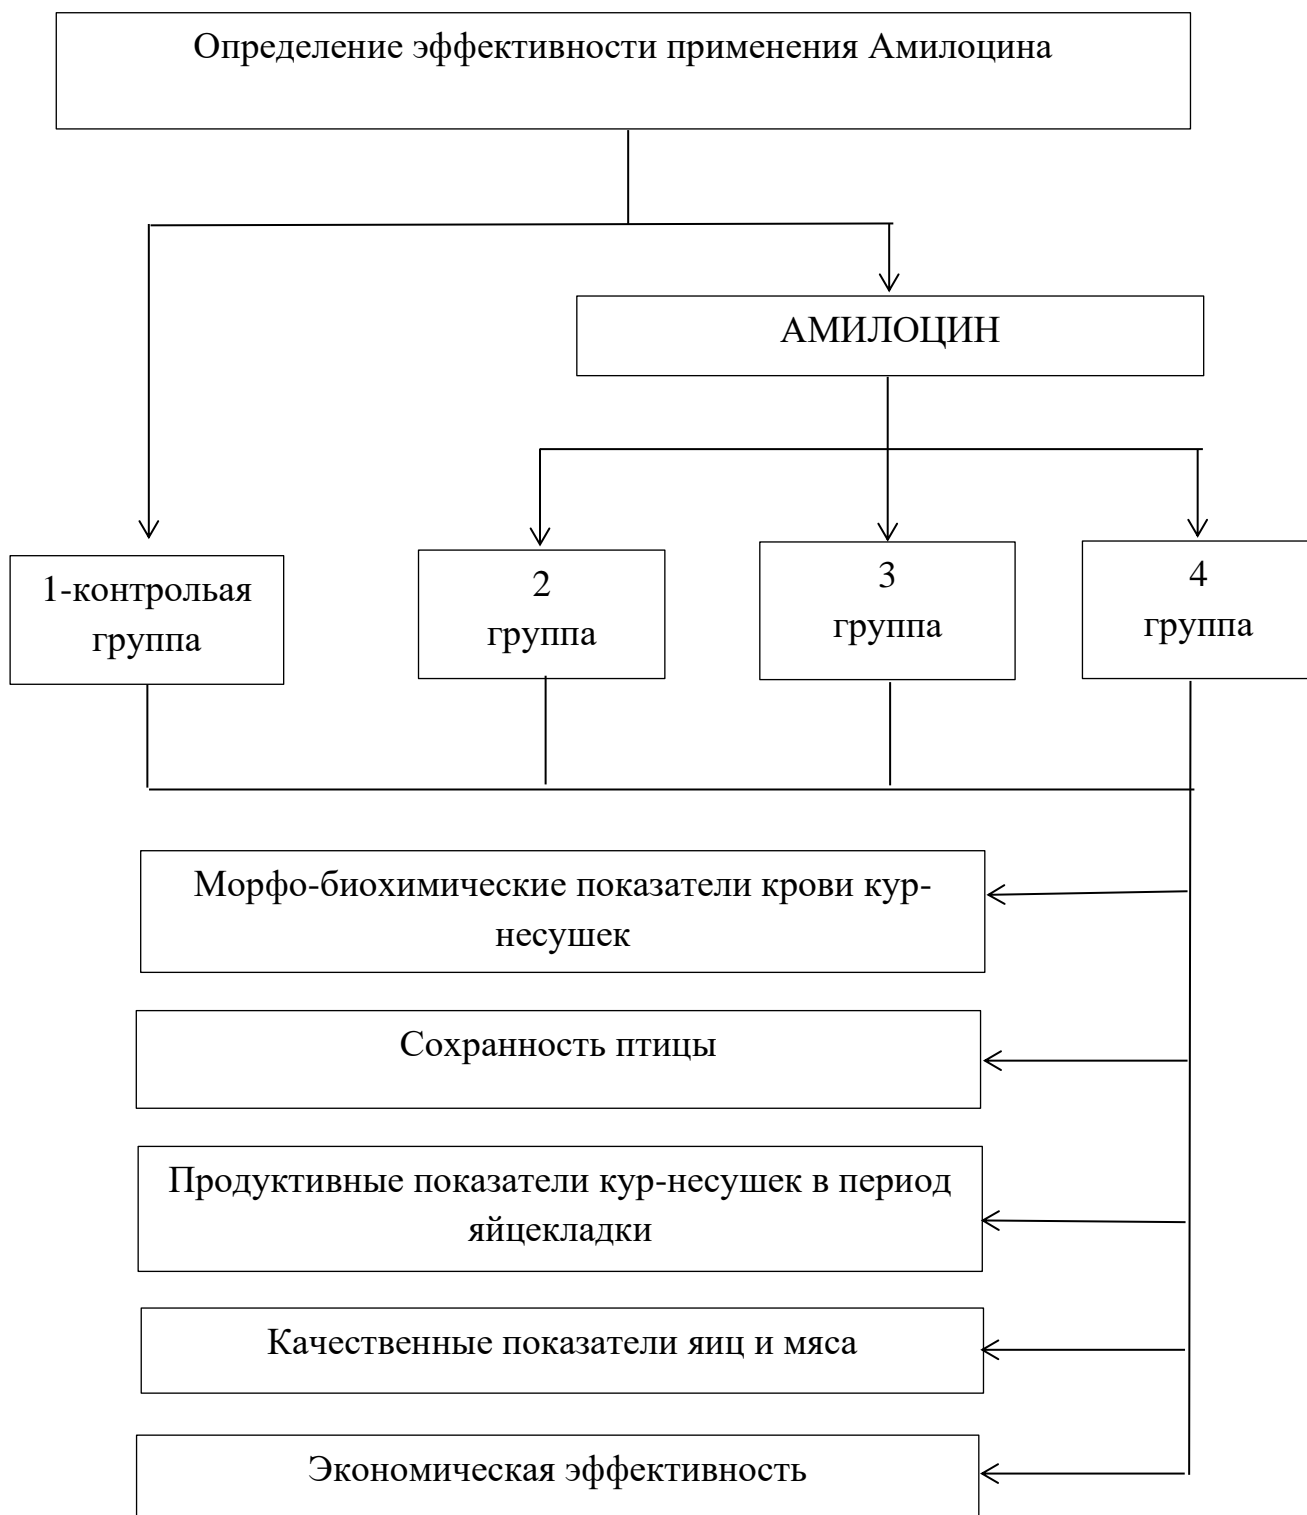 Определение эффективности применения Амилоцина
АМИЛОЦИН
1-контрольая
группа
2
группа
3
группа
4
группа
Морфо-биохимические показатели крови кур-
несушек
Сохранность птицы
Продуктивные показатели кур-несушек в период
яйцекладки
Качественные показатели яиц и мяса
Экономическая эффективность